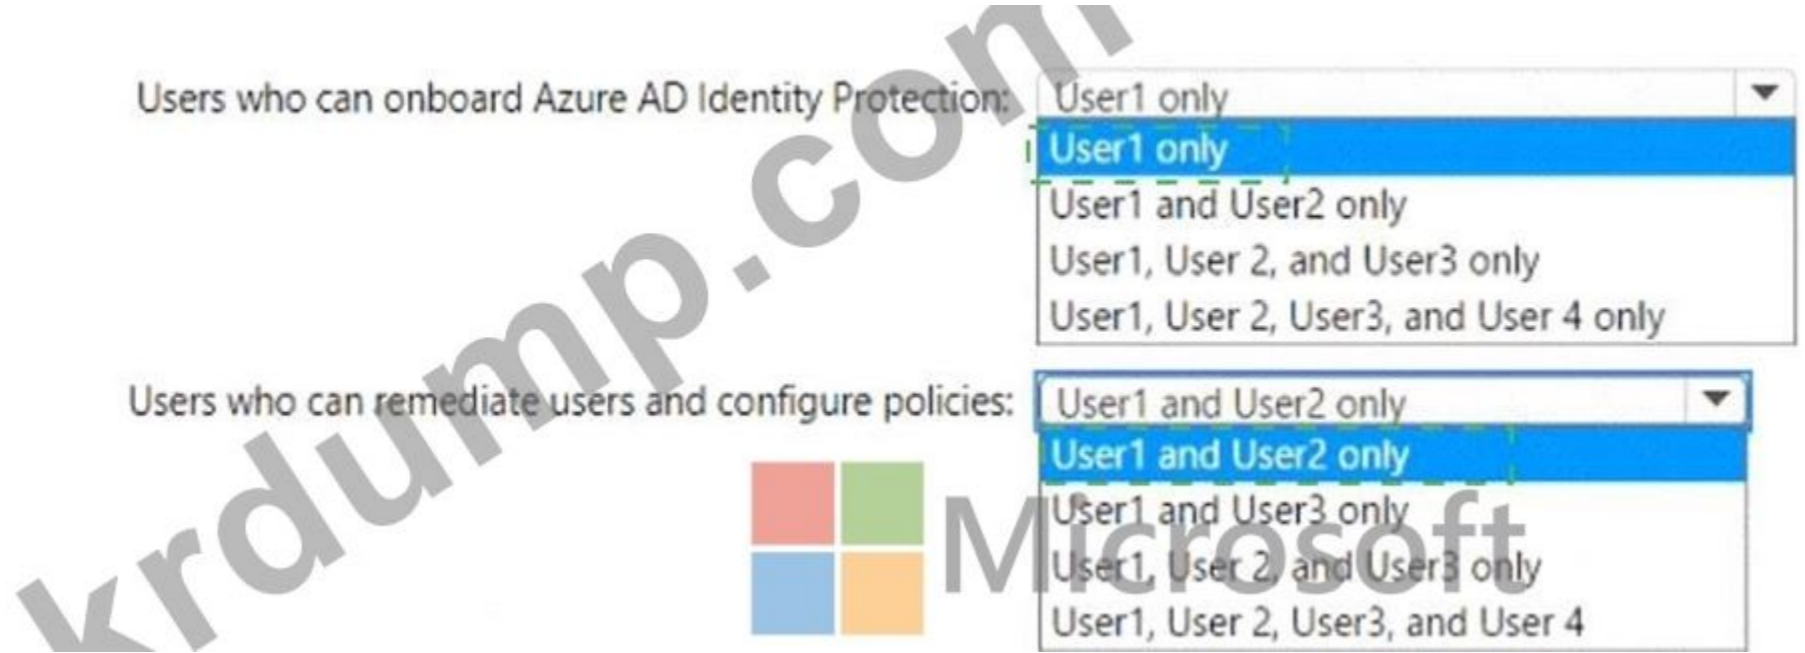 Users who can onboard Azure AD Identity Protection: User1 only
User1 only
User1 and User2 only
User1, User 2, and User3 only
User1, User 2, User3, and User 4 only
Users who can remediate users and configure policies: User1 and User2 only
User1 and User2 only
User1 and User3 only
User1, User 2, and User3 only
User1, User 2, User3, and User 4
Microsoft
krdump.com